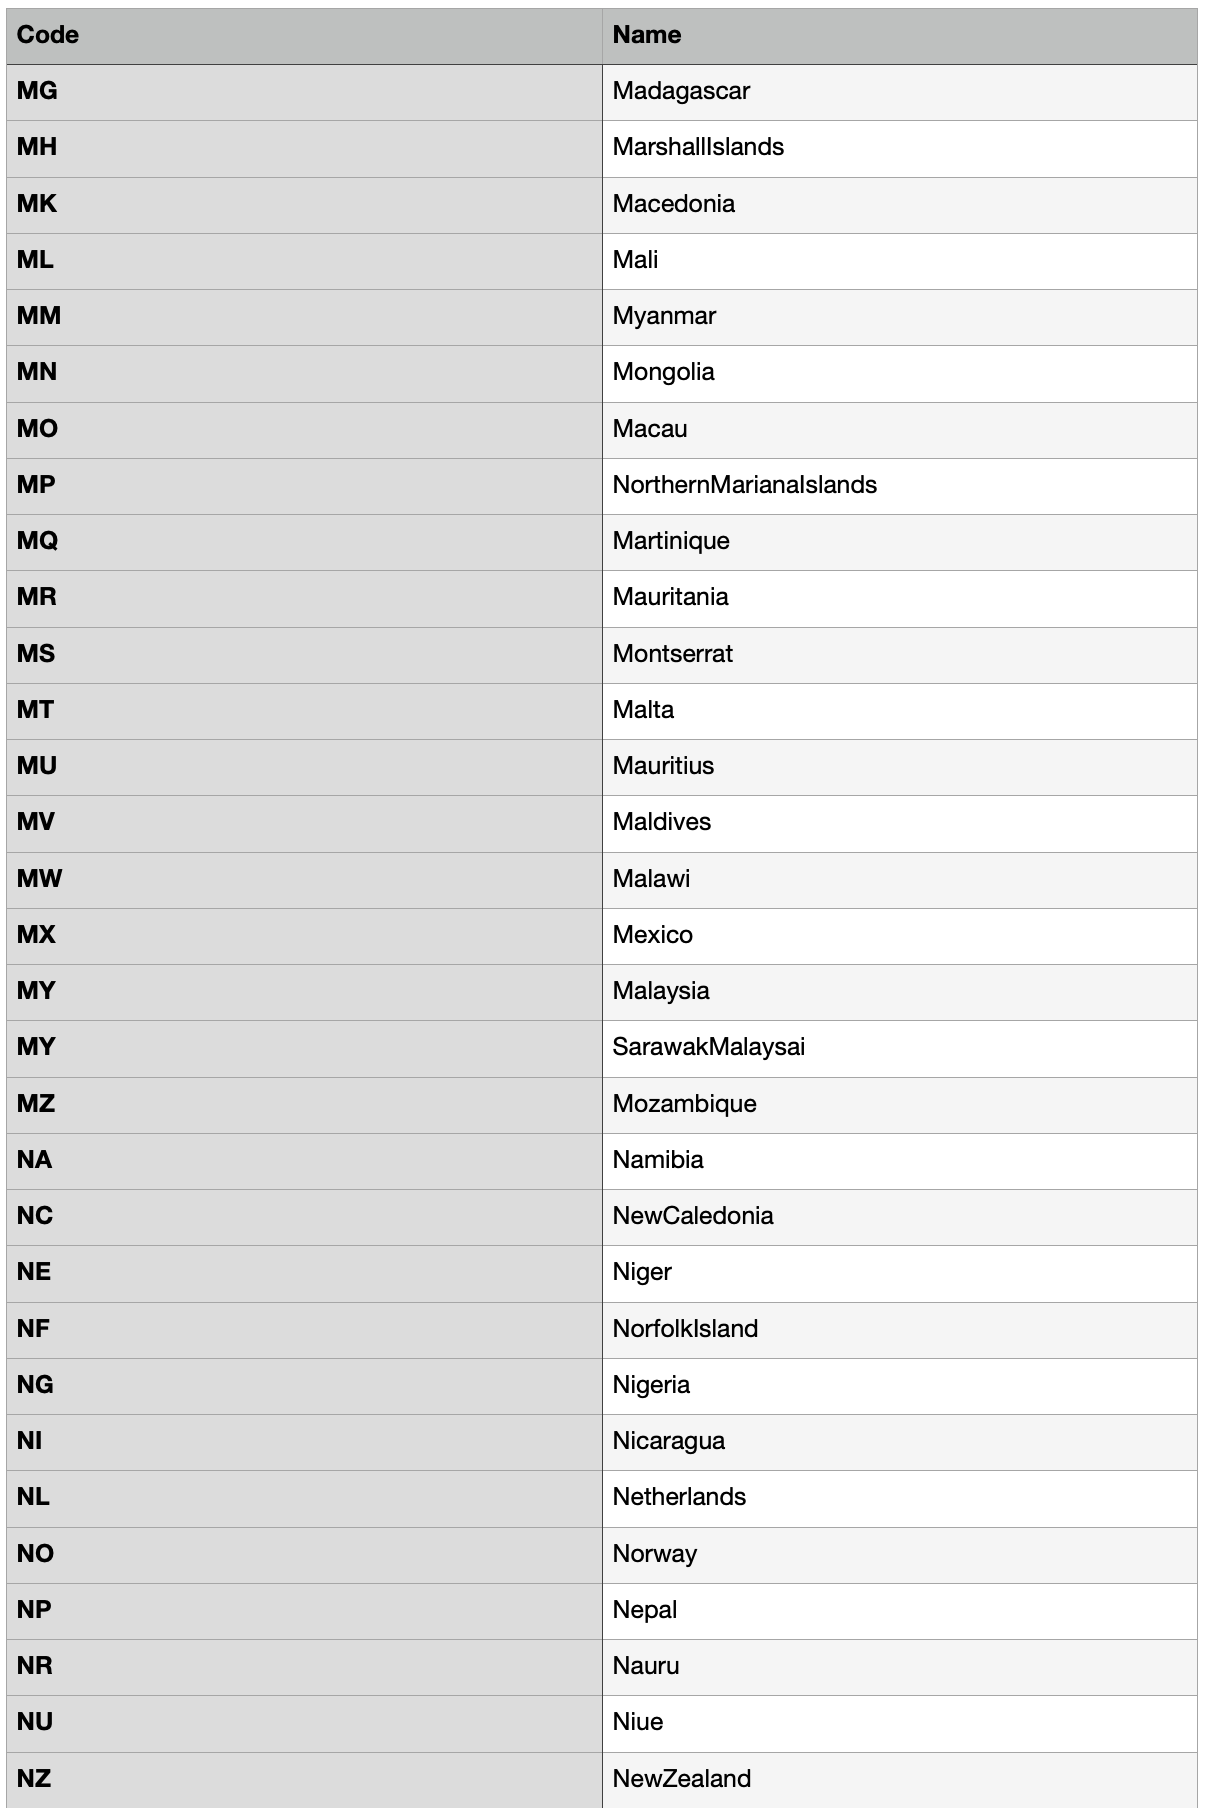 Code Name
MG Madagascar
MH MarshallIslands
MK Macedonia
ML Mali
MM Myanmar
MN Mongolia
MO Macau
MP NorthernMarianaIslands
MQ Martinique
MR Mauritania
MS Montserrat
MT Malta
MU Mauritius
MV Maldives
MW Malawi
MX Mexico
MY Malaysia
MY SarawakMalaysai
MZ Mozambique
NA Namibia
NC NewCaledonia
NE Niger
NF NorfolkIsland
NG Nigeria
NI Nicaragua
NL Netherlands
NO Norway
NP Nepal
NR Nauru
NU Niue
NZ NewZealand